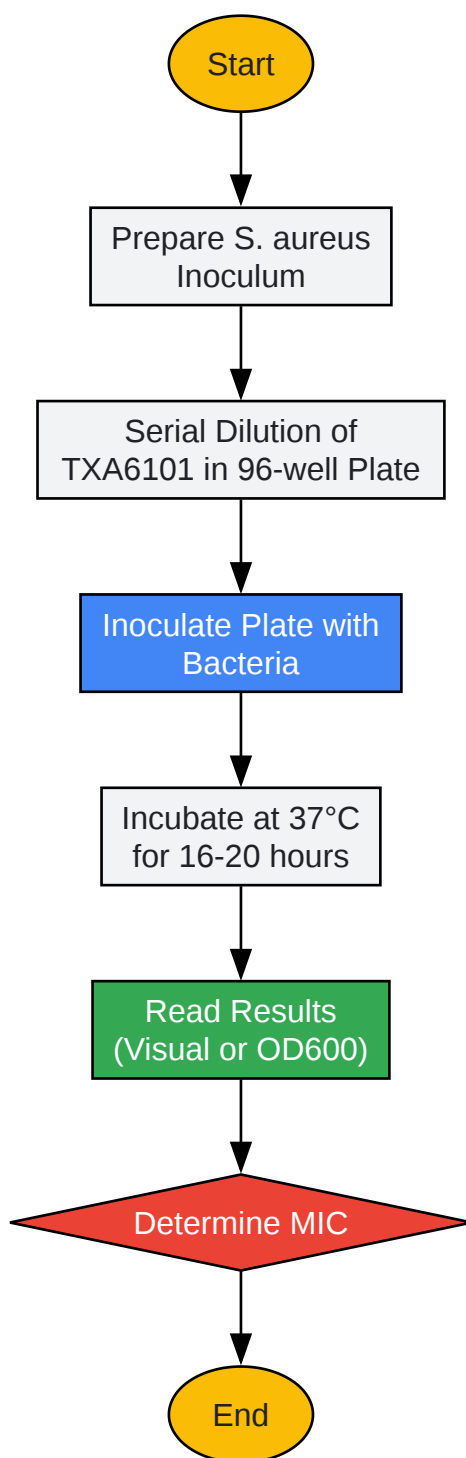 Start
Prepare S. aureus
Inoculum
Serial Dilution of
TXA6101 in 96-well Plate
Inoculate Plate with
Bacteria
Incubate at 37°C
for 16-20 hours
Read Results
(Visual or OD600)
Determine MIC
End